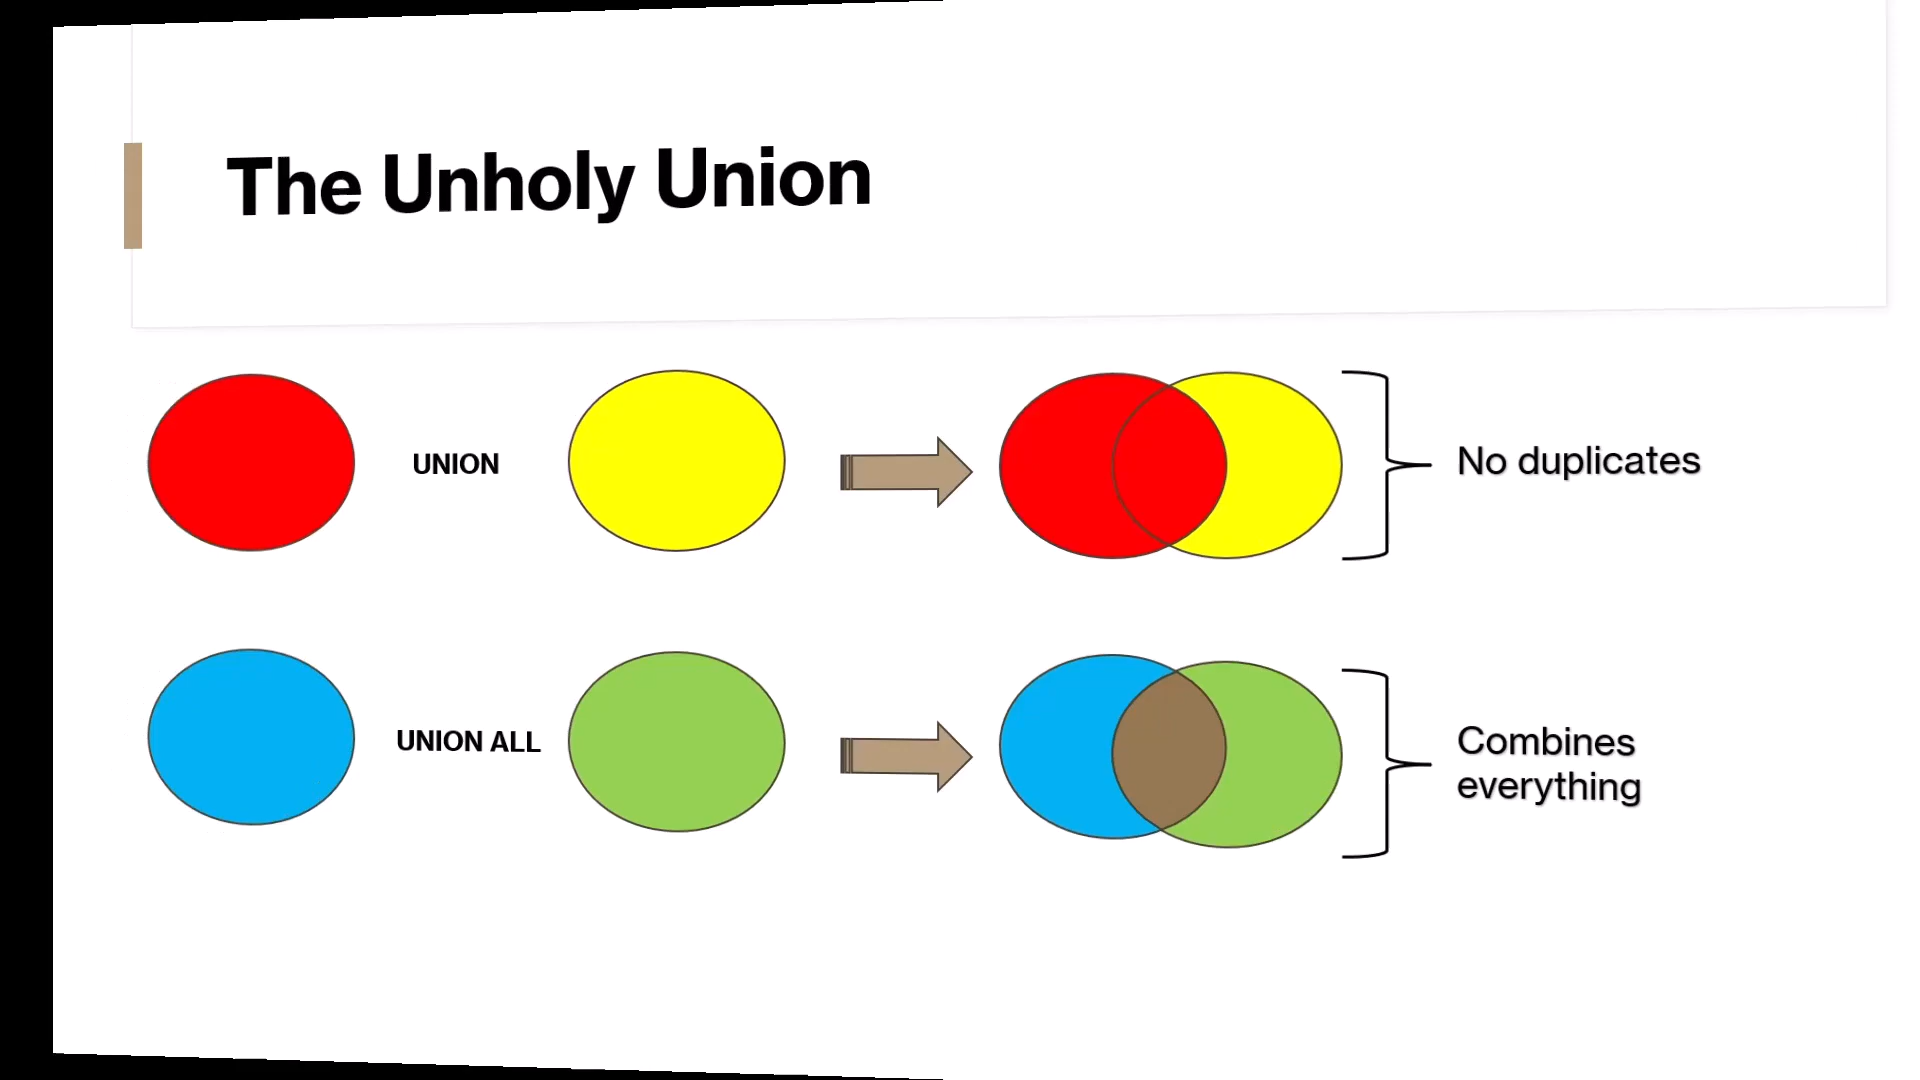 The Unholy Union
UNION
No duplicates
UNION ALL
Combines
everything